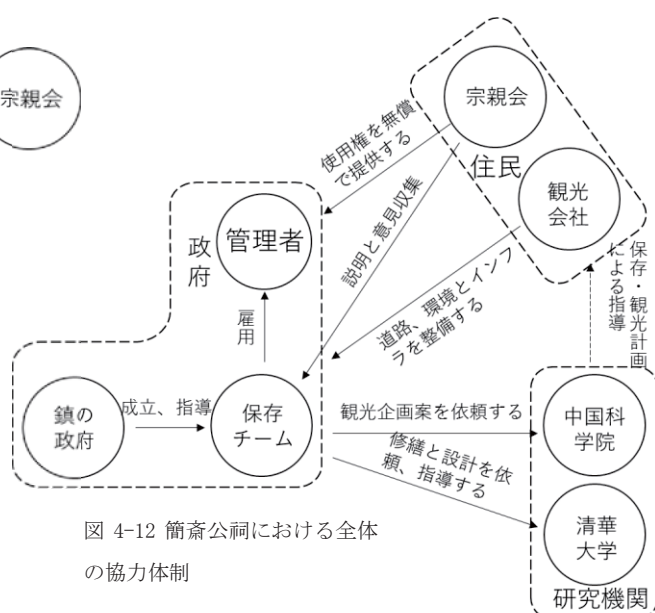 宗親会
宗親会
観光
会社
住民
使用権を無償
で提供する
説明と意見収集
道路、環境とインフ
ラを整備する
保存・観光計画
による指導
政
府
管理者
雇
用
鎮の
政府
成立、指導
保存
チーム
観光企画案を依頼する
修繕と設計を依
頼、指導する
中国科
学院
清華
大学
研究機関
図 4-12 簡斎公祠における全体
の協力体制